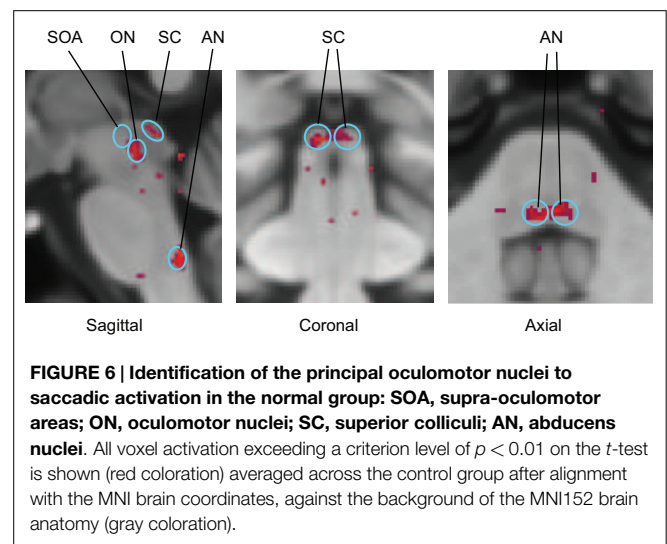 SOA ON SC AN
SC
AN
Sagittal
Coronal
Axial
FIGURE 6 | Identification of the principal oculomotor nuclei to
saccadic activation in the normal group: SOA, supra-oculomotor
areas; ON, oculomotor nuclei; SC, superior colliculi; AN, abducens
nuclei. All voxel activation exceeding a criterion level of p < 0.01 on the t-test
is shown (red coloration) averaged across the control group after alignment
with the MNI brain coordinates, against the background of the MNI152 brain
anatomy (gray coloration).